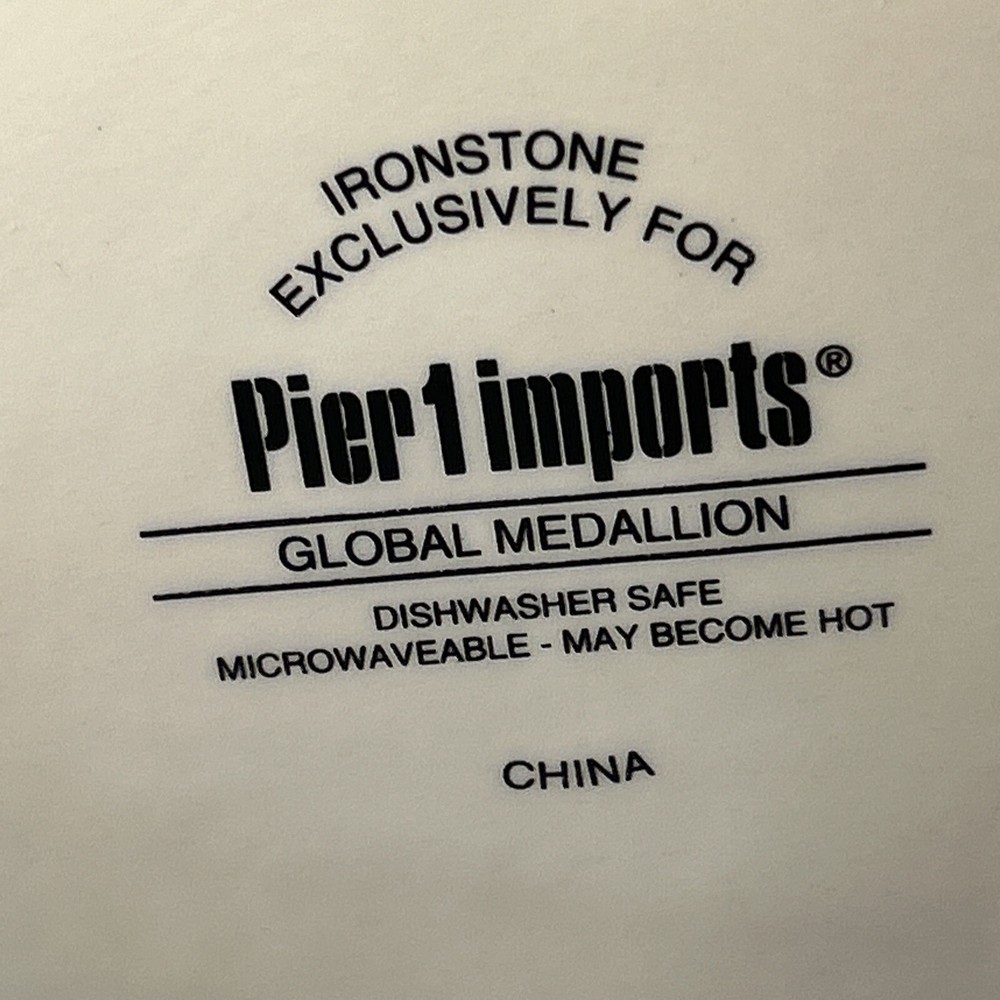 IRONSTONE
EXCLUSIVELY FOR
Pier 1 imports®
GLOBAL MEDALLION
DISHWASHER SAFE
MICROWAVEABLE - MAY BECOME HOT
CHINA